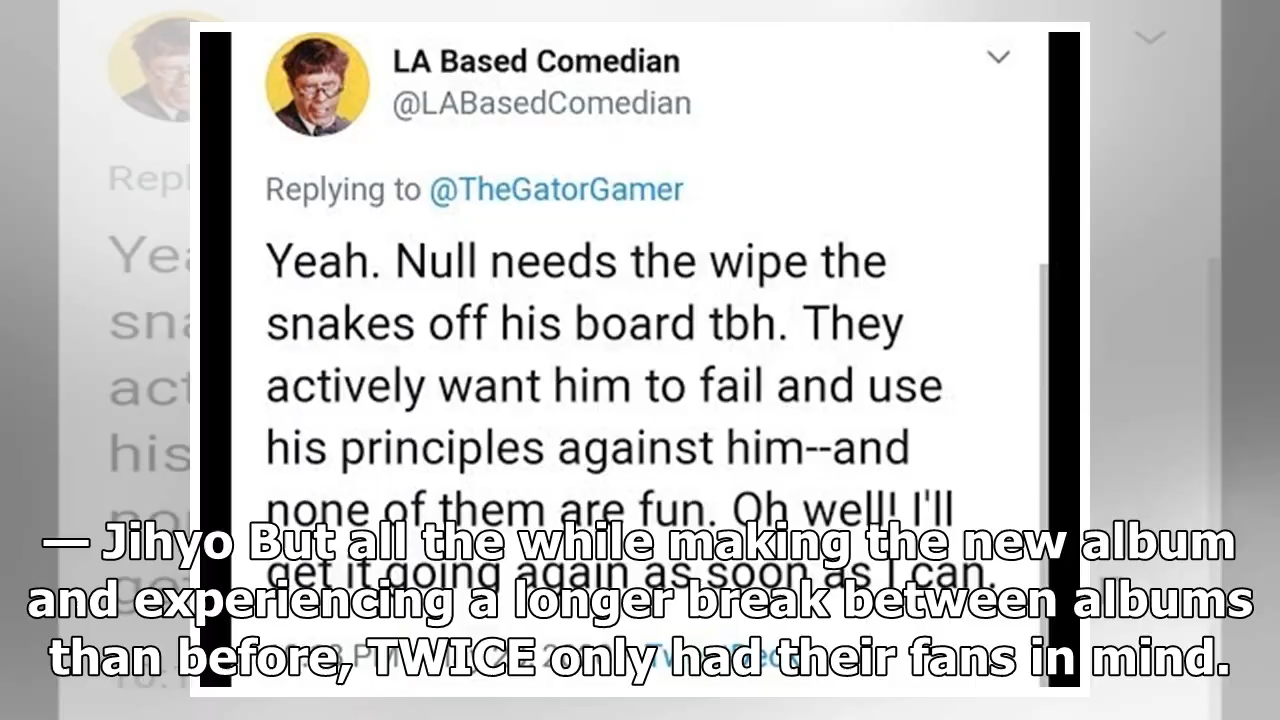 LA Based Comedian
@LABasedComedian
Replying to @TheGatorGamer
Yeah. Null needs the wipe the
snakes off his board tbh. They
actively want him to fail and use
his principles against him--and
none of them are fun. Oh well! I'll
get it going again as soon as I can.
— Jihyo But all the while making the new album
and experiencing a longer break between albums
than before, TWICE only had their fans in mind.